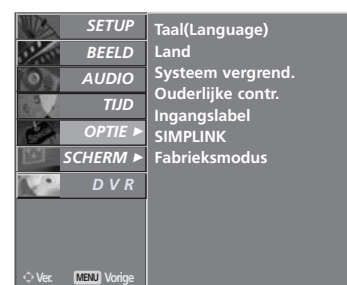 SETUP
BEELD
AUDIO
TIJD
OPTIE ►
SCHERM ►
D V R
Taal(Language)
Land
Systeem vergrend.
Ouderlijke contr.
Ingangslabel
SIMPLINK
Fabrieksmodus
Ver. MENU Vorige